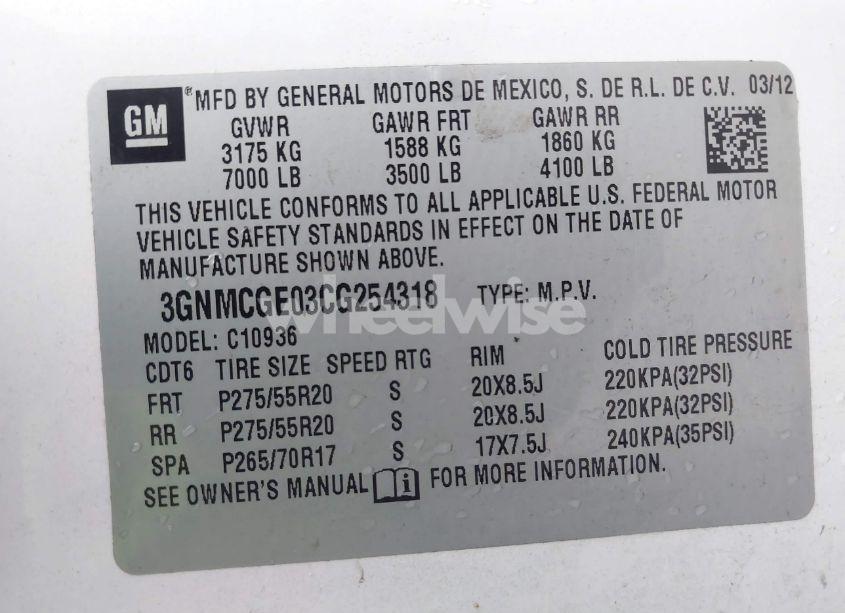 GM
® MFD BY GENERAL MOTORS DE MEXICO, S. DE R.L. DE C.V. 03/12
GVWR GAWR FRT GAWR RR
3175 KG 1588 KG 1860 KG
7000 LB 3500 LB 4100 LB
THIS VEHICLE CONFORMS TO ALL APPLICABLE U.S. FEDERAL MOTOR
VEHICLE SAFETY STANDARDS IN EFFECT ON THE DATE OF
MANUFACTURE SHOWN ABOVE.
3GNMCGE03CG254318 TYPE: M.P.V.
wheelwise
MODEL: C10936
CDT6 TIRE SIZE SPEED RTG RIM COLD TIRE PRESSURE
FRT P275/55R20 S 20X8.5J 220KPA(32PSI)
RR P275/55R20 S 20X8.5J 220KPA(32PSI)
SPA P265/70R17 S 17X7.5J 240KPA(35PSI)
SEE OWNER'S MANUAL i FOR MORE INFORMATION.